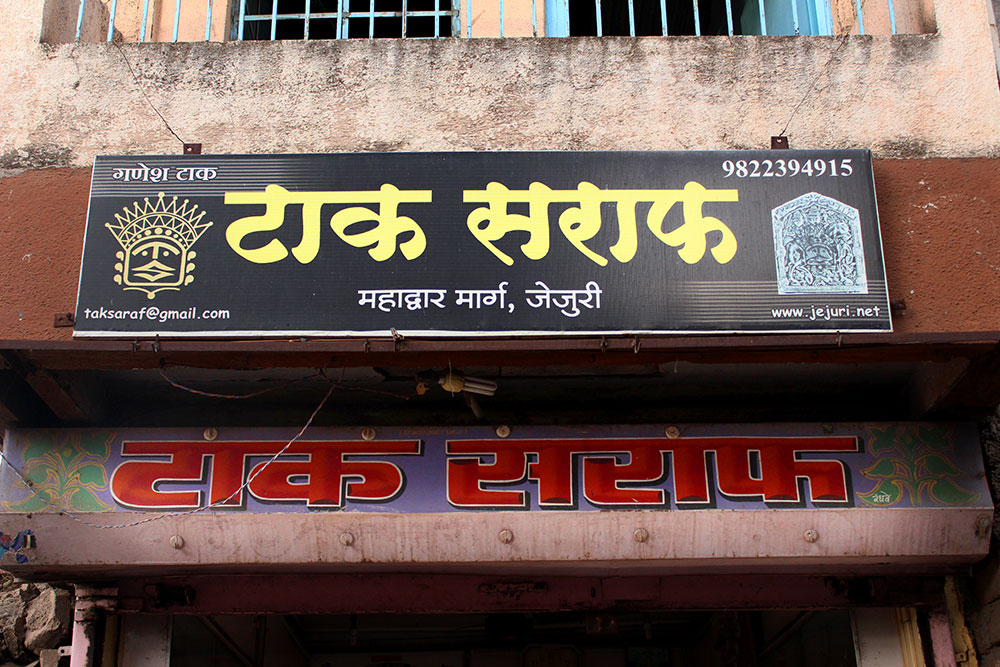 गणेश टाक
9822394915
टाक सराफ
महाद्वार मार्ग, जेजुरी
taksaraf@gmail.com
www.jejuri.net
टाक सराफ